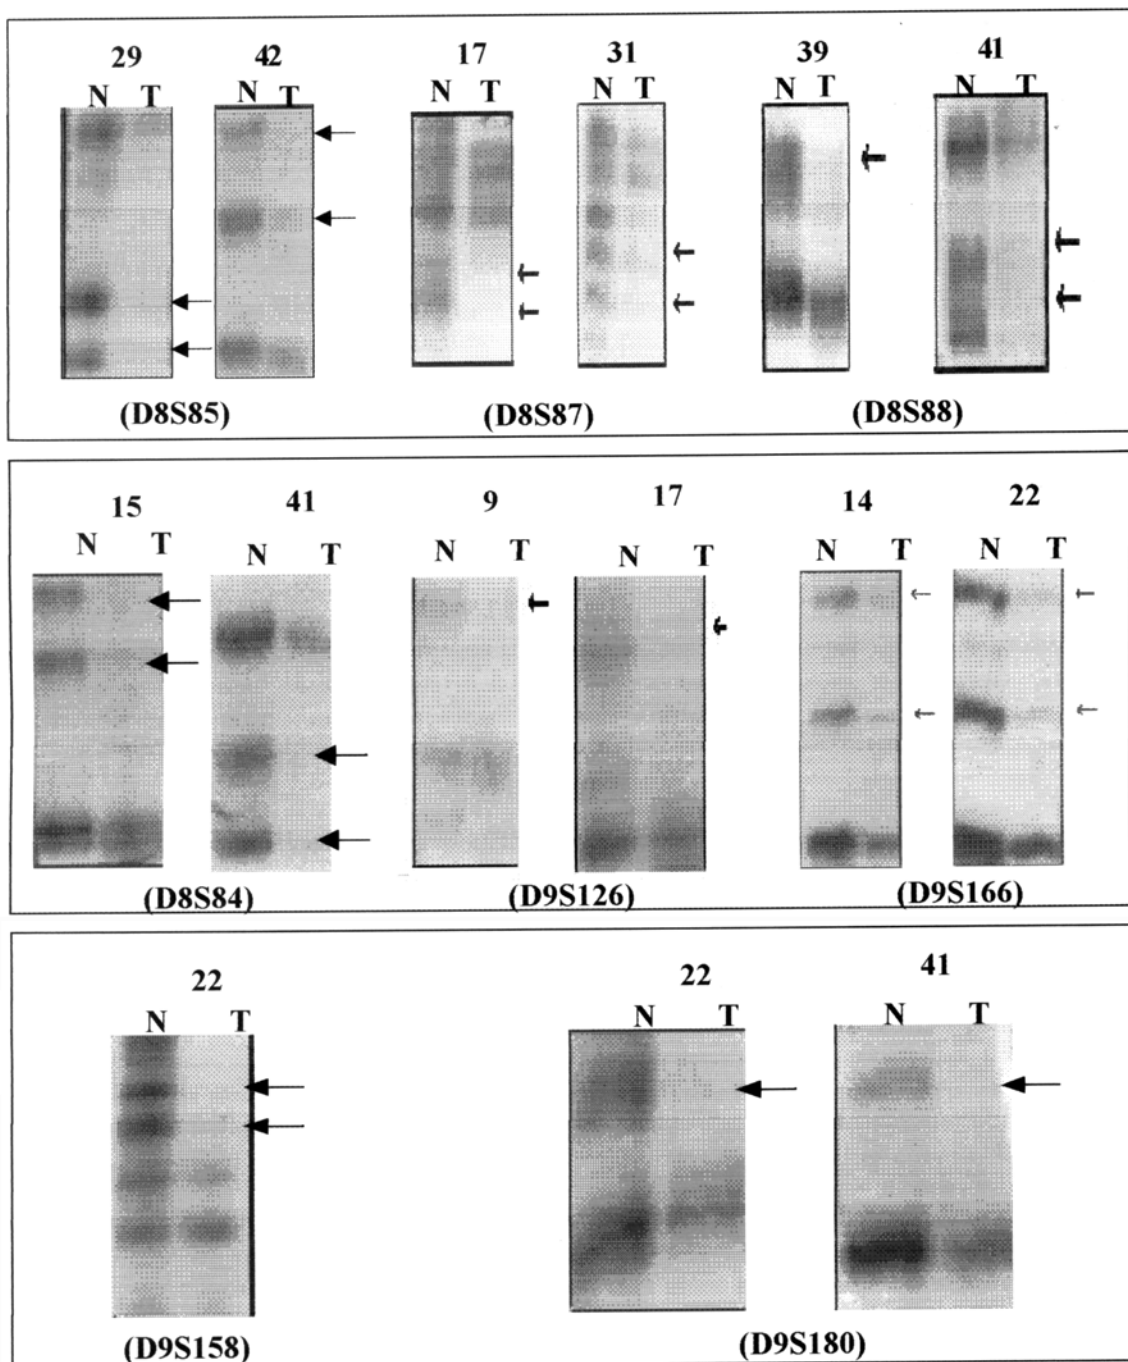 29 42 17 31 39 41
N T N T N T N T N T N T
(D8S85) (D8S87) (D8S88)
15 41 9 17 14 22
N T N T N T N T N T N T
(D8S84) (D9S126) (D9S166)
22 22 41
N T N T N T
(D9S158) (D9S180)